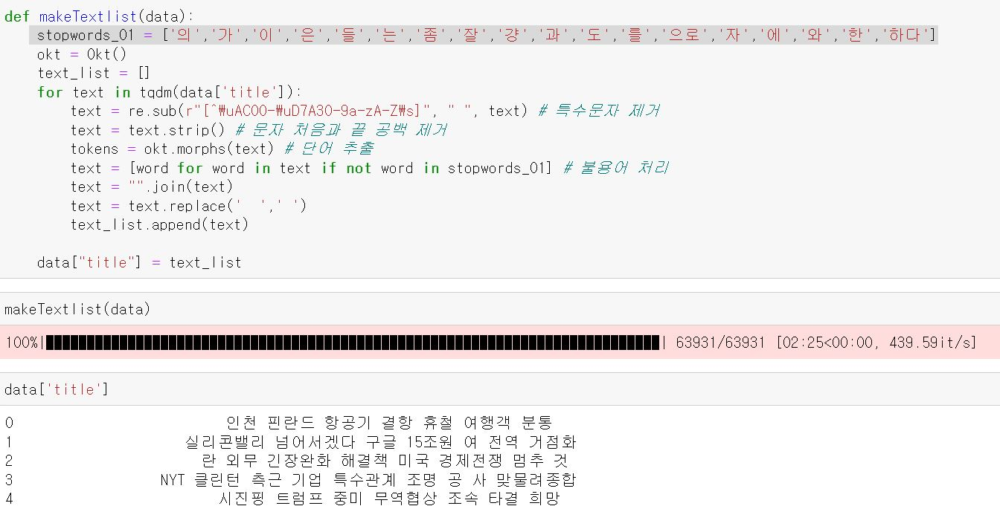 def makeTextlist(data):
    stopwords_01 = ['의','가','이','은','들','는','좀','잘','걍','과','도','를','으로','자','에','와','한','하다']
    okt = Okt()
    text_list = []
    for text in tqdm(data['title']):
        text = re.sub(r"[^₩uAC00-₩uD7A30-9a-zA-Z₩s]", " ", text) # 특수문자 제거
        text = text.strip() # 문자 처음과 끝 공백 제거
        tokens = okt.morphs(text) # 단어 추출
        text = [word for word in text if not word in stopwords_01] # 불용어 처리
        text = "".join(text)
        text = text.replace('  ',' ')
        text_list.append(text)
    data["title"] = text_list
makeTextlist(data)
100%|██████████| 63931/63931 [02:25<00:00, 439.59it/s]
data['title']
0 인천 핀란드 항공기 결항 휴철 여행객 분통
1 실리콘밸리 넘어서겠다 구글 15조원 여 전역 거점화
2 란 외무 긴장완화 해결책 미국 경제전쟁 멈추 것
3 NYT 클린턴 측근 기업 특수관계 조명 공 사 맞물려종합
4 시진핑 트럼프 중미 무역협상 조속 타결 희망